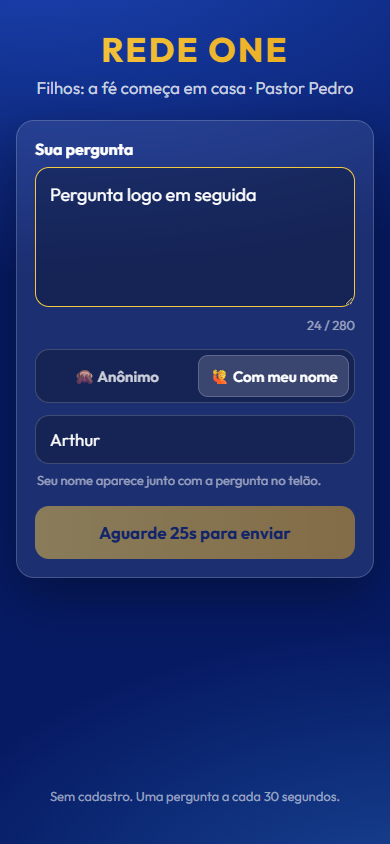 REDE ONE
Filhos: a fé começa em casa · Pastor Pedro
Sua pergunta
Pergunta logo em seguida
24 / 280
Anônimo
Com meu nome
Arthur
Seu nome aparece junto com a pergunta no telão.
Aguarde 25s para enviar
Sem cadastro. Uma pergunta a cada 30 segundos.